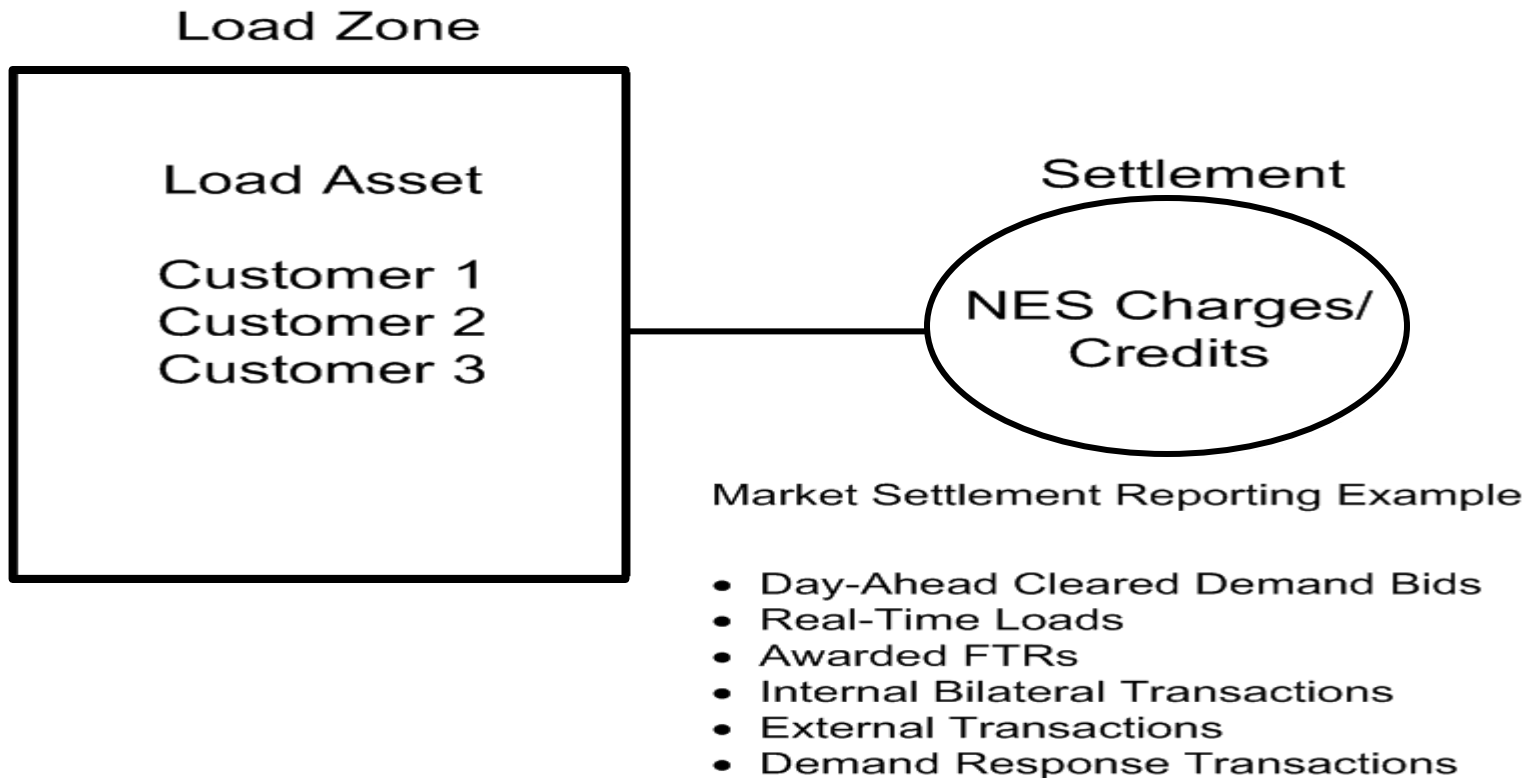 Load Zone
Load Asset
Customer 1
Customer 2
Customer 3
Settlement
NES Charges/
Credits
Market Settlement Reporting Example
• Day-Ahead Cleared Demand Bids
• Real-Time Loads
• Awarded FTRs
• Internal Bilateral Transactions
• External Transactions
• Demand Response Transactions